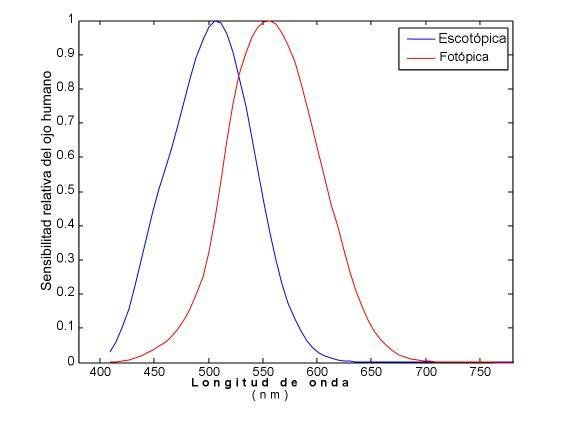 1
0.9
0.8
0.7
0.6
0.5
0.4
0.3
0.2
0.1
0
Sensibilitad relativa del ojo humano
Escotópica
Fotópica
400 450 500 550 600 650 700 750
Longitud de onda
(nm)